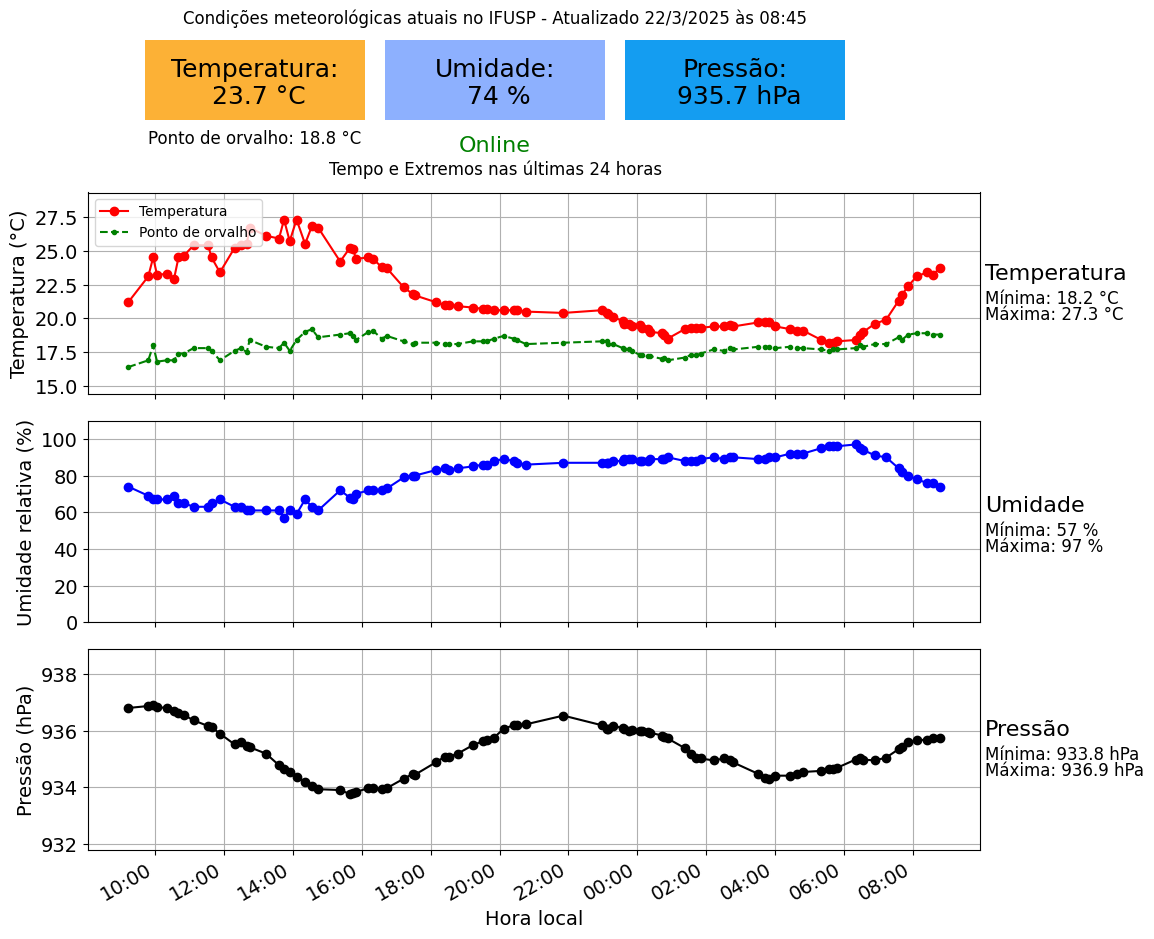 Condições meteorológicas atuais no IFUSP - Atualizado 22/3/2025 às 08:45
Temperatura:
23.7 °C
Umidade:
74 %
Pressão:
935.7 hPa
Ponto de orvalho: 18.8 °C
Online
Tempo e Extremos nas últimas 24 horas
Temperatura (°C)
27.5
25.0
22.5
20.0
17.5
15.0
Temperatura
Ponto de orvalho
Temperatura
Mínima: 18.2 °C
Máxima: 27.3 °C
Umidade relativa (%)
100
80
60
40
20
0
Umidade
Mínima: 57 %
Máxima: 97 %
Pressão (hPa)
938
936
934
932
Pressão
Mínima: 933.8 hPa
Máxima: 936.9 hPa
10:00 12:00 14:00 16:00 18:00 20:00 22:00 00:00 02:00 04:00 06:00 08:00
Hora local